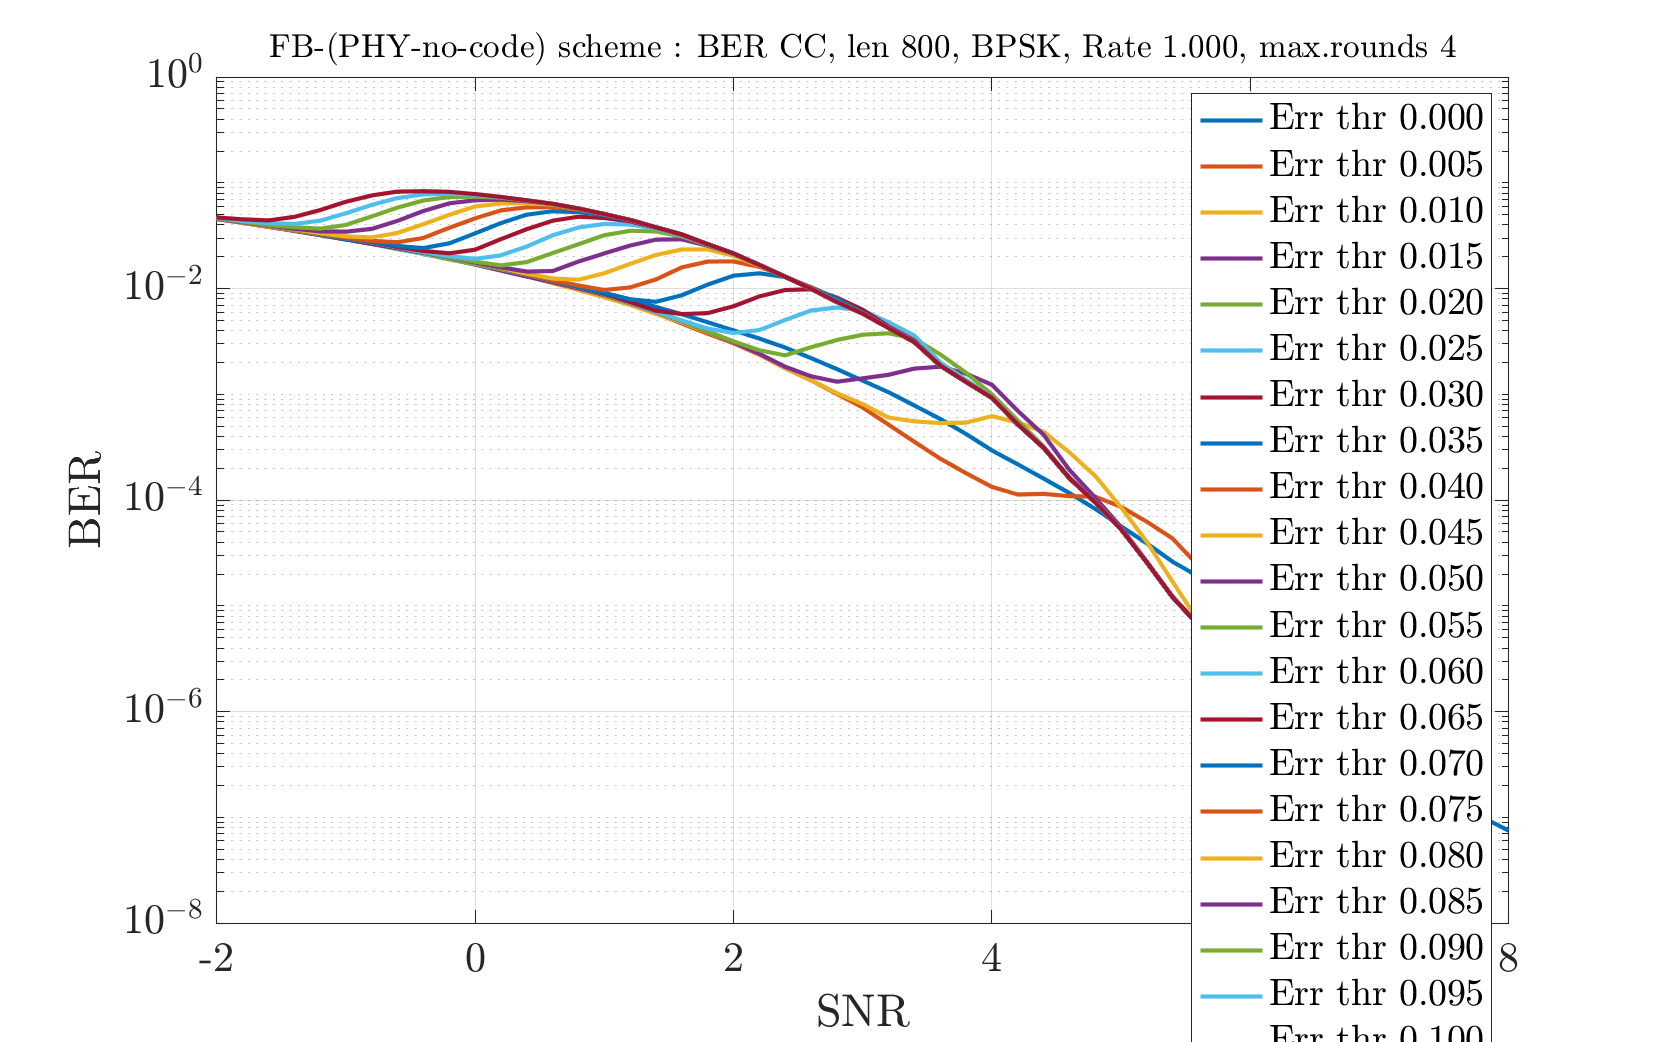 FB-(PHY-no-code) scheme : BER CC, len 800, BPSK, Rate 1.000, max.rounds 4
10^0
10^-2
10^-4
10^-6
10^-8
BER
-2 0 2 4 8
SNR
Err thr 0.000
Err thr 0.005
Err thr 0.010
Err thr 0.015
Err thr 0.020
Err thr 0.025
Err thr 0.030
Err thr 0.035
Err thr 0.040
Err thr 0.045
Err thr 0.050
Err thr 0.055
Err thr 0.060
Err thr 0.065
Err thr 0.070
Err thr 0.075
Err thr 0.080
Err thr 0.085
Err thr 0.090
Err thr 0.095
Err thr 0.100